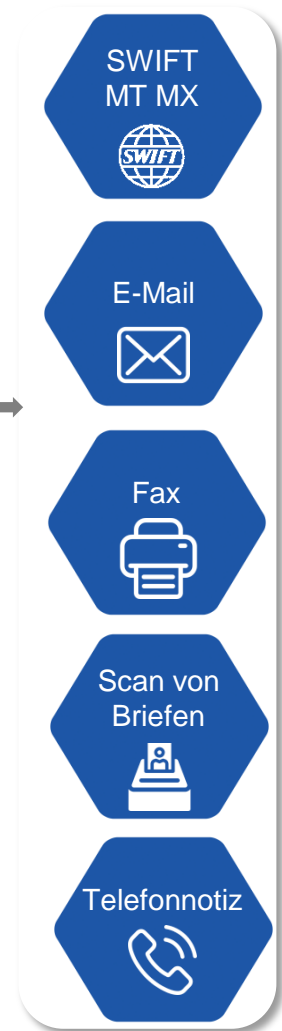 SWIFT
MT MX
SWIFT
E-Mail
Fax
Scan von
Briefen
Telefonnotiz